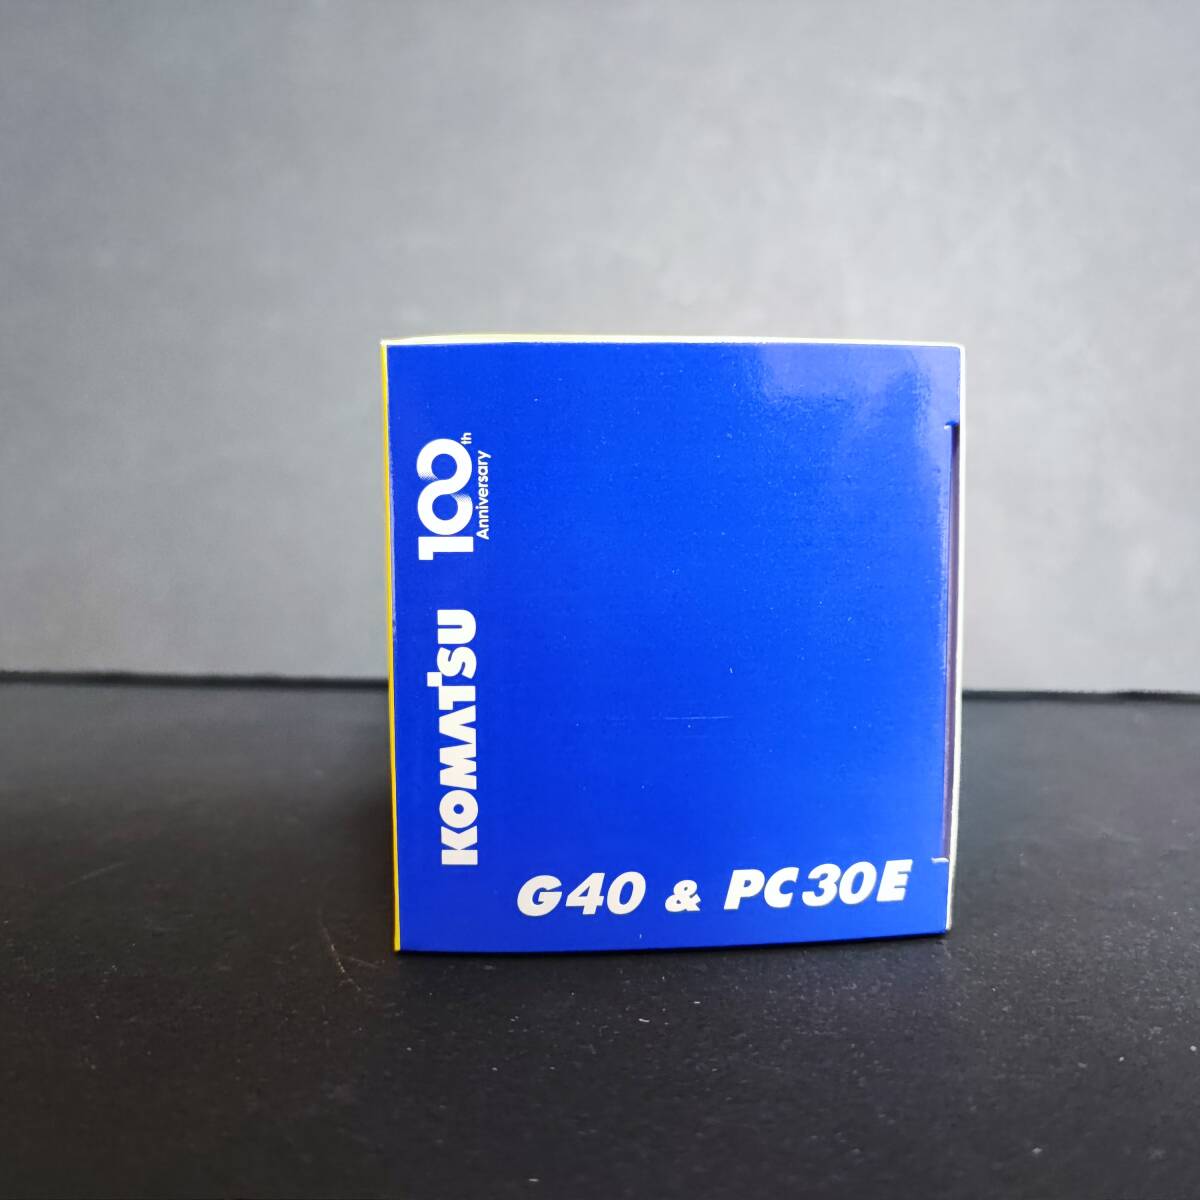 KOMATSU 100th
Anniversary
G40 & PC30E